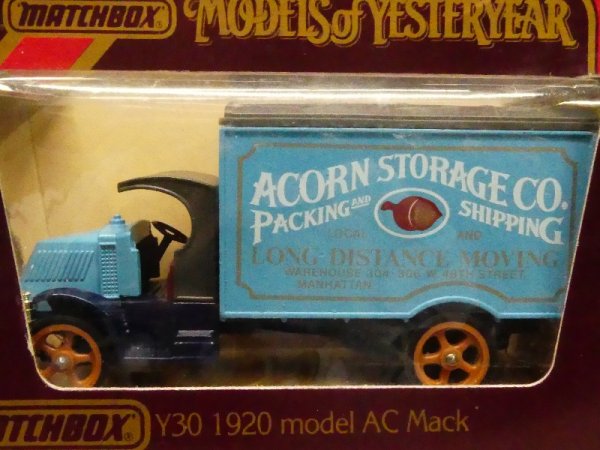 MATCHBOX
MODELS of YESTERYEAR
ACORN STORAGE CO.
PACKING AND SHIPPING
LOCAL AND
LONG DISTANCE MOVING
WAREHOUSE 304-306 W. 48TH STREET
MANHATTAN
MATCHBOX Y30 1920 model AC Mack